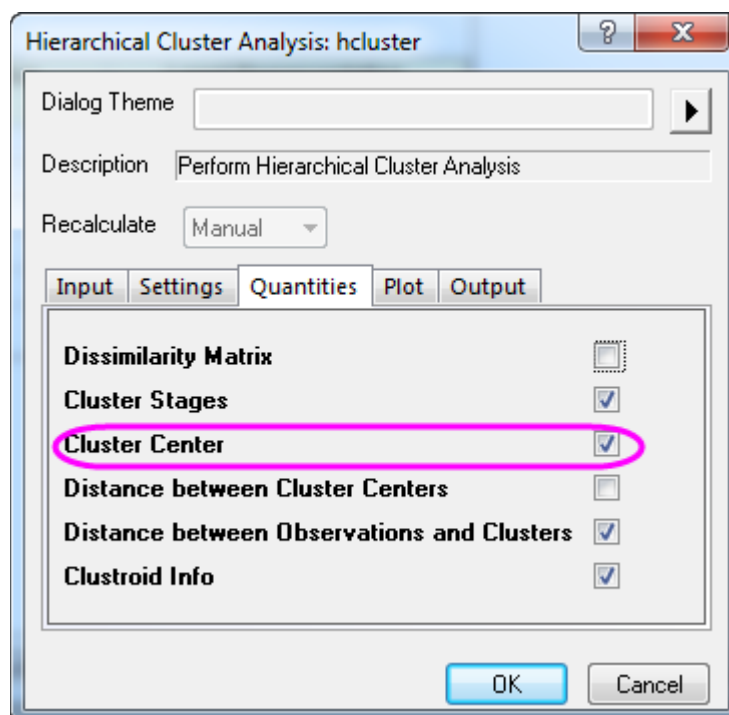 Hierarchical Cluster Analysis: hcluster
Dialog Theme
Description Perform Hierarchical Cluster Analysis
Recalculate Manual
Input Settings Quantities Plot Output
Dissimilarity Matrix
Cluster Stages
Cluster Center
Distance between Cluster Centers
Distance between Observations and Clusters
Clustroid Info
OK Cancel